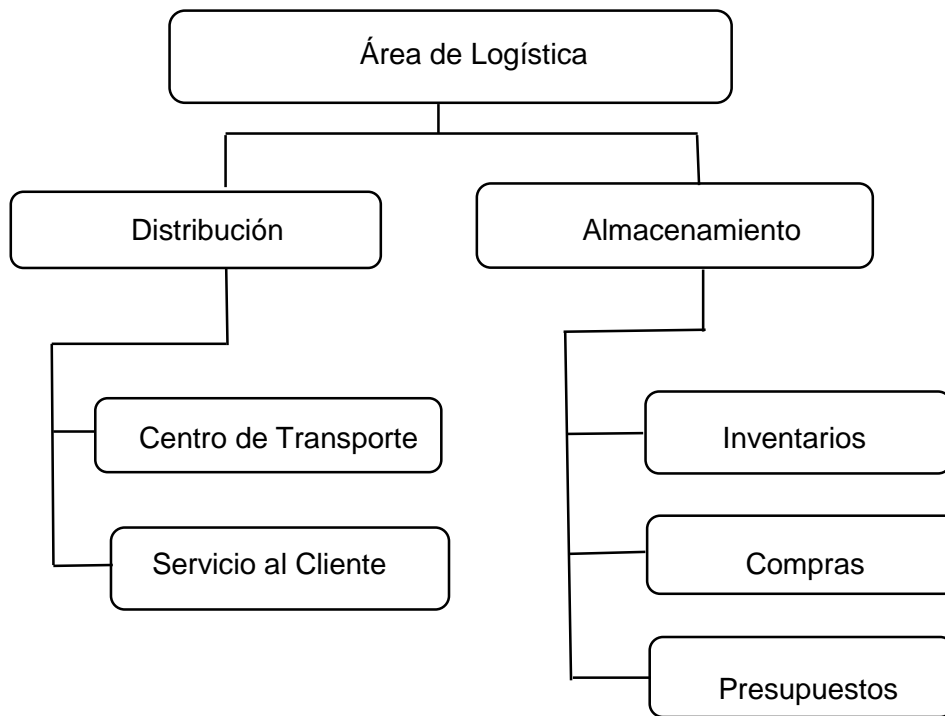 Área de Logística
Distribución
Almacenamiento
Centro de Transporte
Servicio al Cliente
Inventarios
Compras
Presupuestos